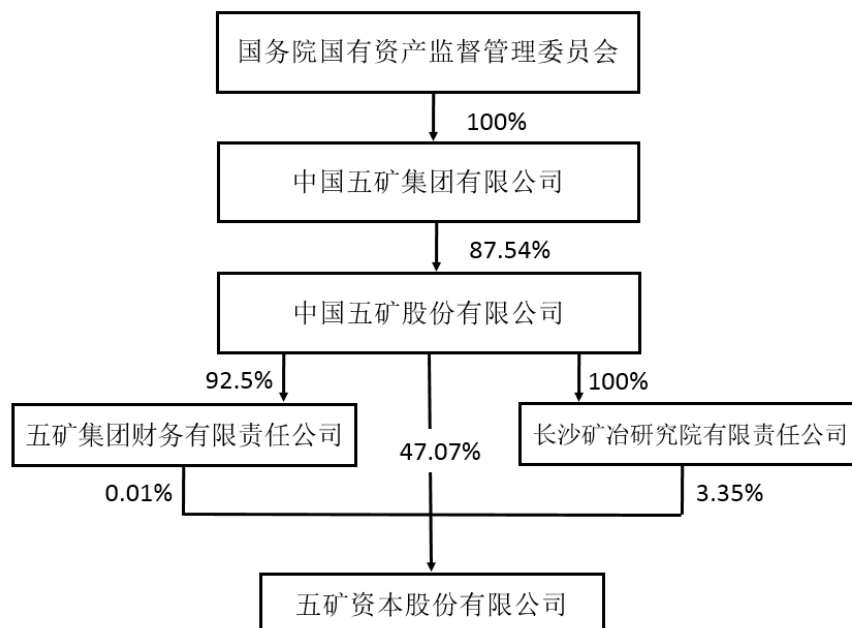 国务院国有资产监督管理委员会
100%
中国五矿集团有限公司
87.54%
中国五矿股份有限公司
92.5%
100%
五矿集团财务有限责任公司
47.07%
长沙矿冶研究院有限责任公司
0.01%
3.35%
五矿资本股份有限公司